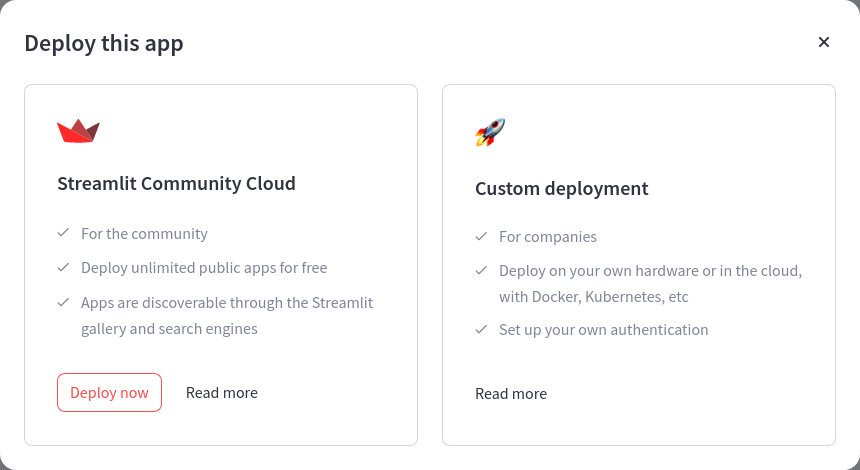 Deploy this app
Streamlit Community Cloud
For the community
Deploy unlimited public apps for free
Apps are discoverable through the Streamlit
gallery and search engines
Deploy now
Read more
Custom deployment
For companies
Deploy on your own hardware or in the cloud,
with Docker, Kubernetes, etc
Set up your own authentication
Read more